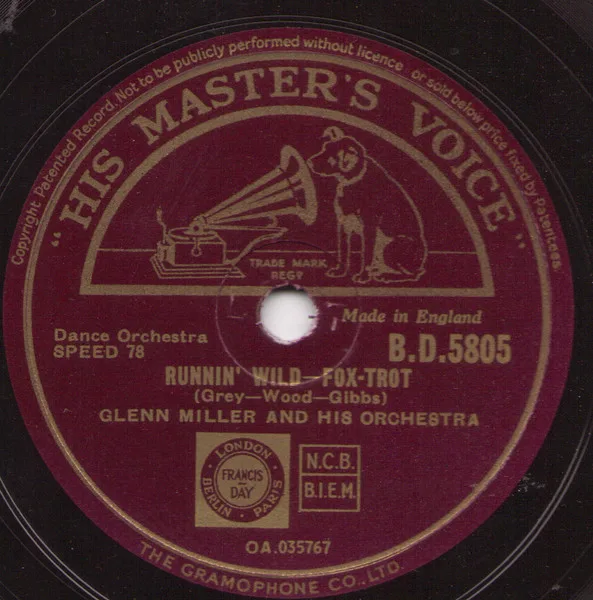 Copyright Patented Record. Not to be publicly performed without licence or sold below price fixed by Patentees.
"HIS MASTER'S VOICE"
TRADE MARK
REGD
Made in England
Dance Orchestra
SPEED 78
B.D.5805
RUNNIN' WILD—FOX-TROT
(Grey—Wood—Gibbs)
GLENN MILLER AND HIS ORCHESTRA
LONDON
FRANCIS
DAY
BERLIN · PARIS
N.C.B.
B.I.E.M.
OA.035767
THE GRAMOPHONE CO., LTD.